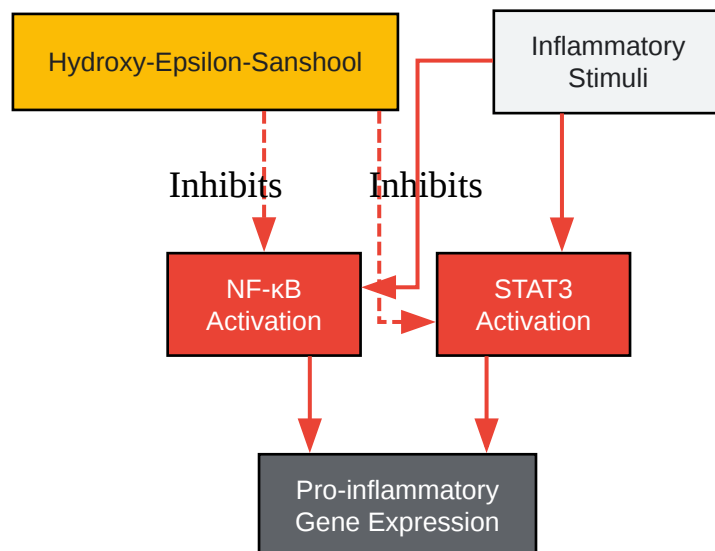 Hydroxy-Epsilon-Sanshool
Inflammatory
Stimuli
Inhibits
Inhibits
NF-κB
Activation
STAT3
Activation
Pro-inflammatory
Gene Expression